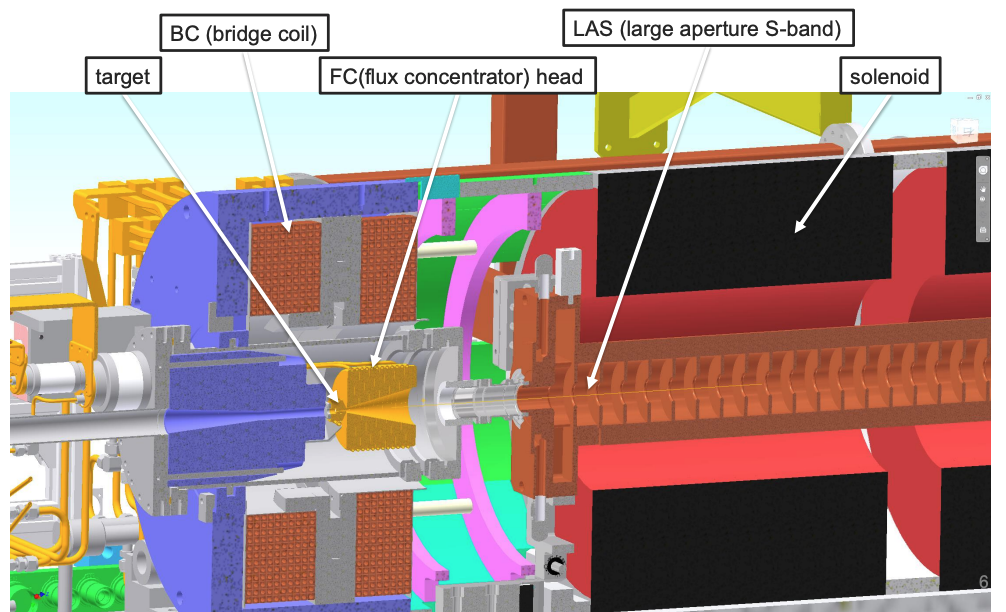 BC (bridge coil)
LAS (large aperture S-band)
target
FC(flux concentrator) head
solenoid
6